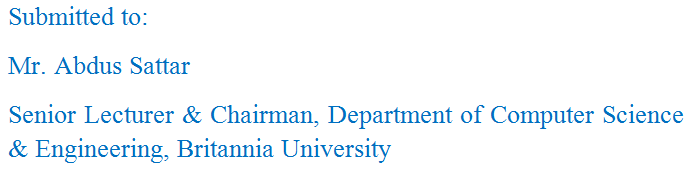 Submitted to:
Mr. Abdus Sattar
Senior Lecturer & Chairman, Department of Computer Science
& Engineering, Britannia University